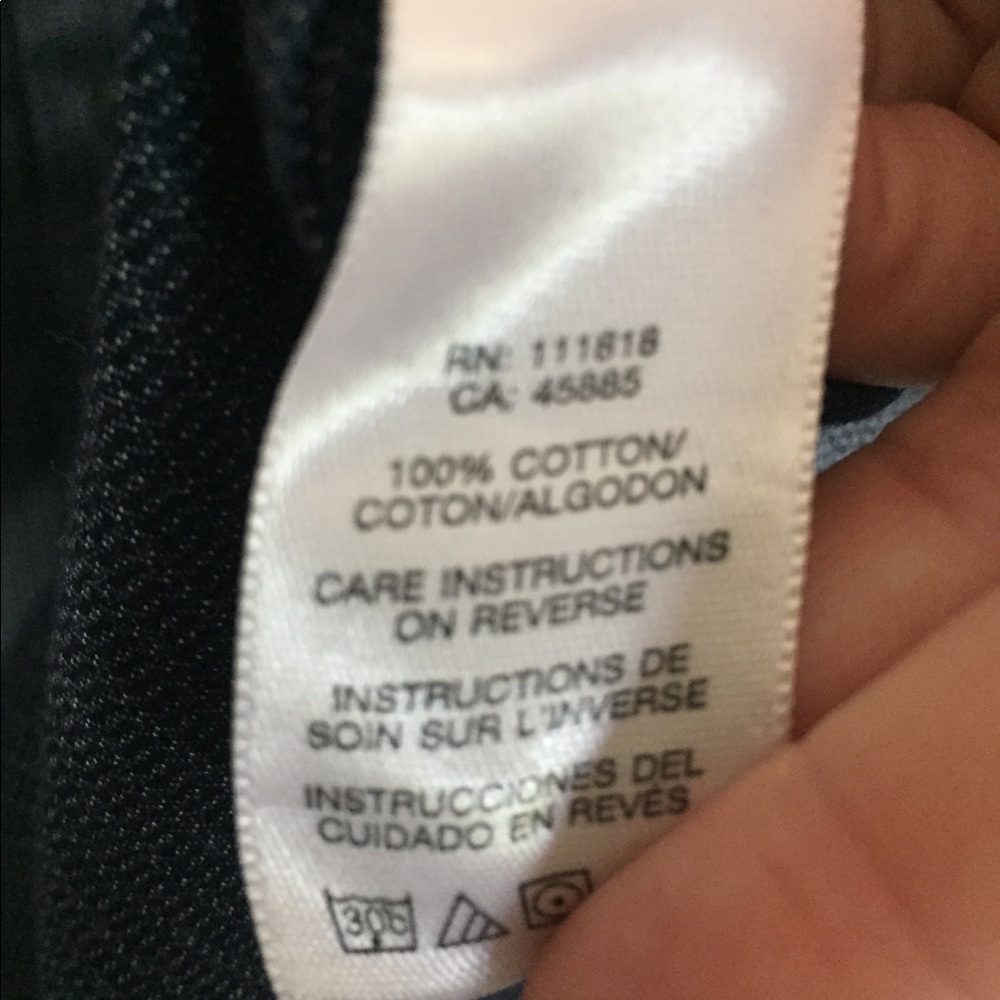 RN: 111818
CA: 45885
100% COTTON/
COTON/ALGODON
CARE INSTRUCTIONS
ON REVERSE
INSTRUCTIONS DE
SOIN SUR L'INVERSE
INSTRUCCIONES DEL
CUIDADO EN REVÉS
30c